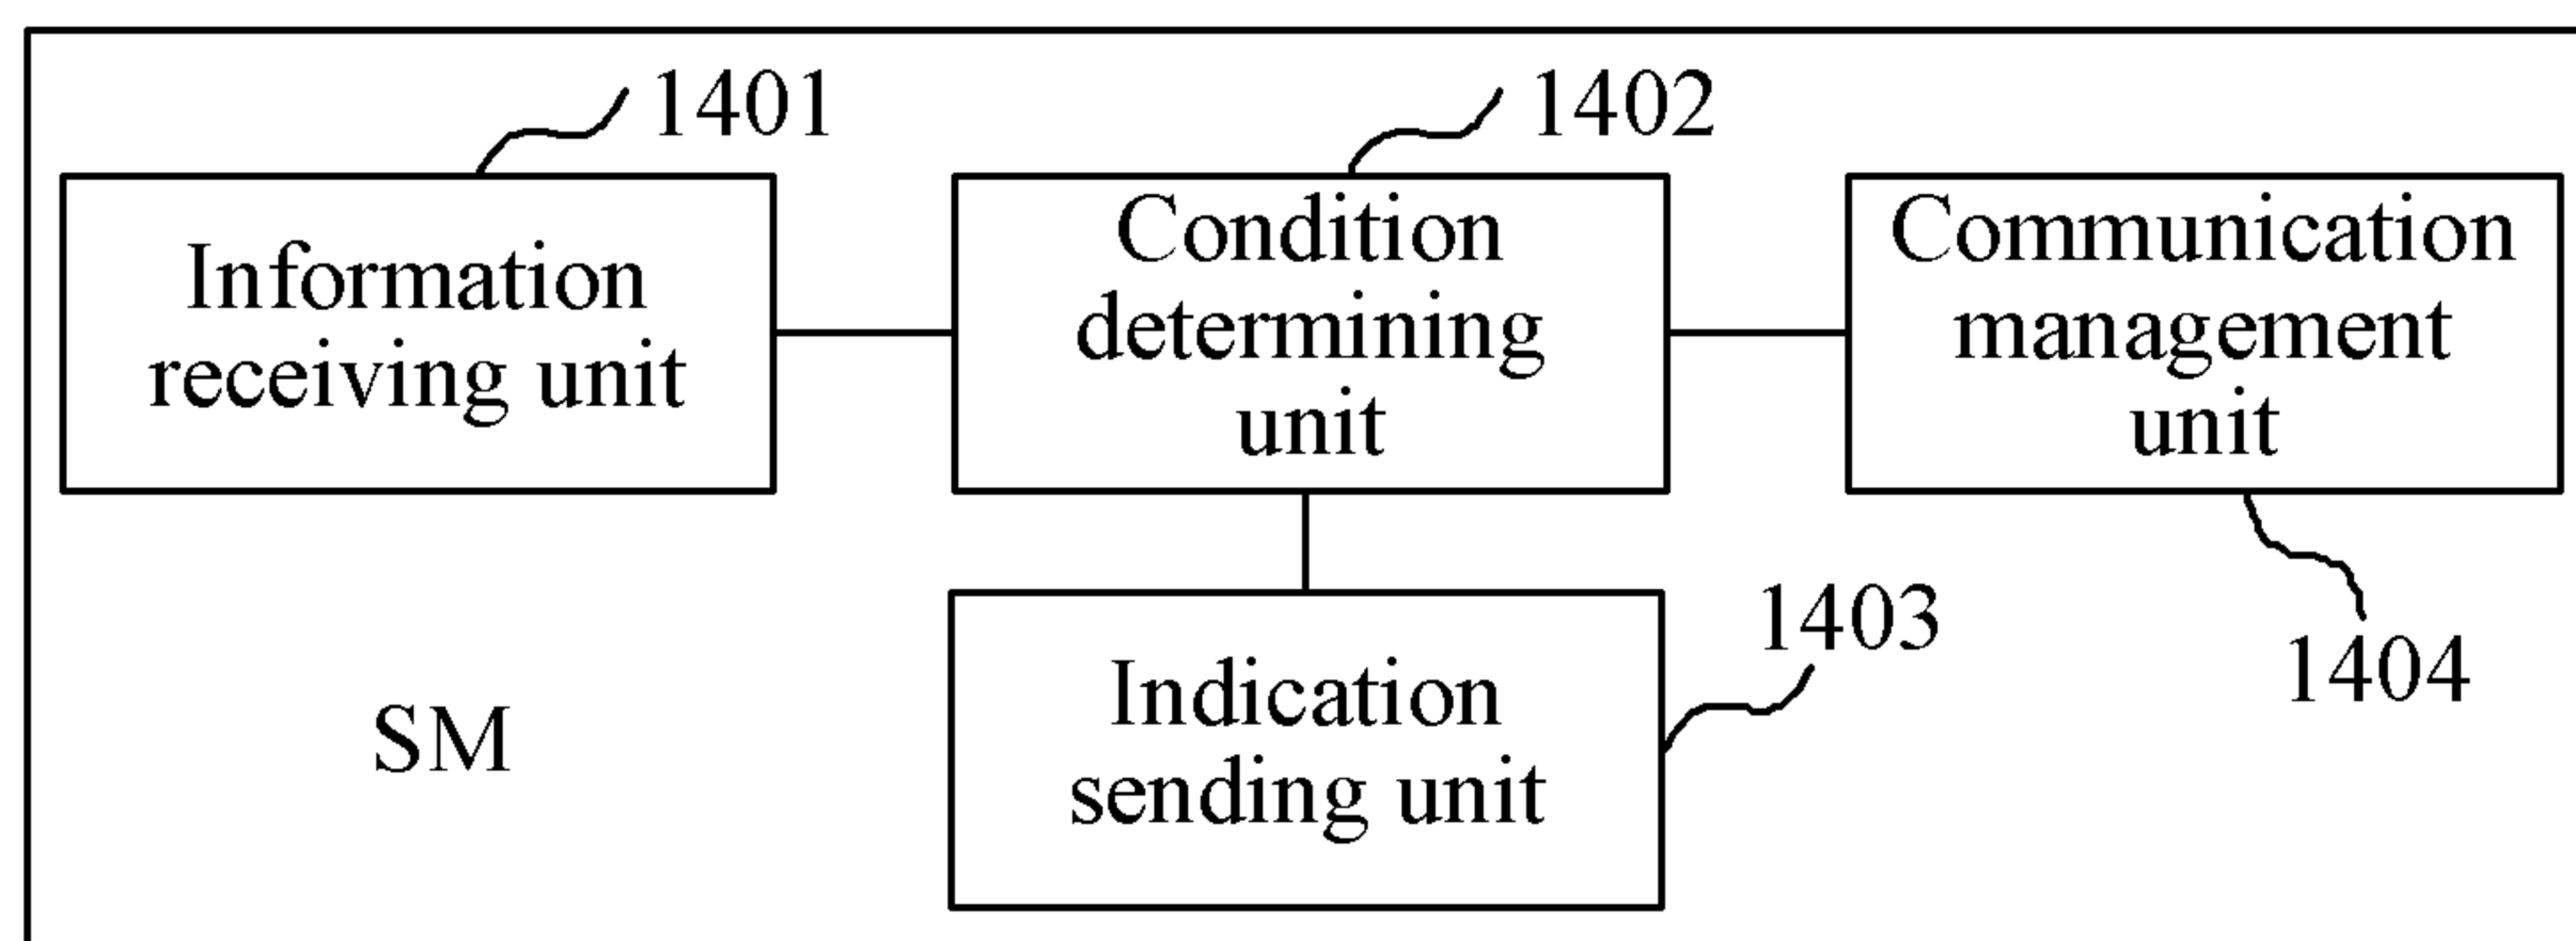 1401
1402
Information
receiving unit
Condition
determining
unit
Communication
management
unit
1403
1404
Indication
sending unit
SM